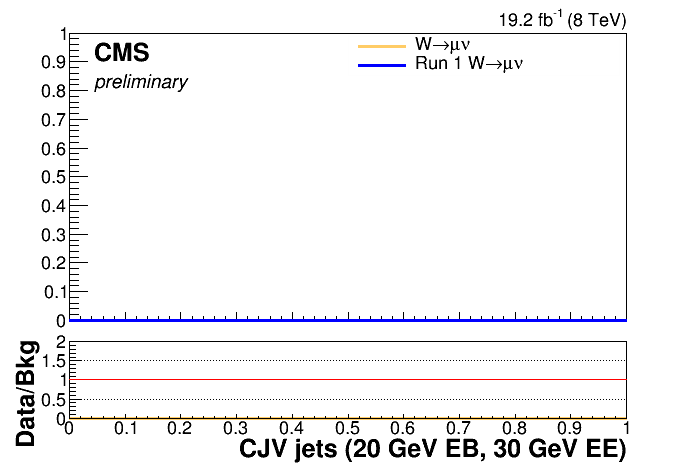 19.2 fb⁻¹ (8 TeV)
CMS
preliminary
W→μν
Run 1 W→μν
1
0.9
0.8
0.7
0.6
0.5
0.4
0.3
0.2
0.1
0
Data/Bkg
2
1.5
1
0.5
0
0 0.1 0.2 0.3 0.4 0.5 0.6 0.7 0.8 0.9 1
CJV jets (20 GeV EB, 30 GeV EE)